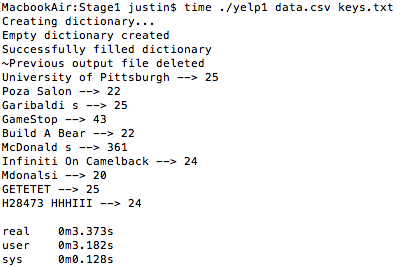 MacbookAir:Stage1 justin$ time ./yelp1 data.csv keys.txt
Creating dictionary...
Empty dictionary created
Successfully filled dictionary
~Previous output file deleted
University of Pittsburgh --> 25
Poza Salon --> 22
Garibaldi s --> 25
GameStop --> 43
Build A Bear --> 22
McDonald s --> 361
Infiniti On Camelback --> 24
Mdonalsi --> 20
GETETET --> 25
H28473 HHHIII --> 24
real 0m3.373s
user 0m3.182s
sys 0m0.128s